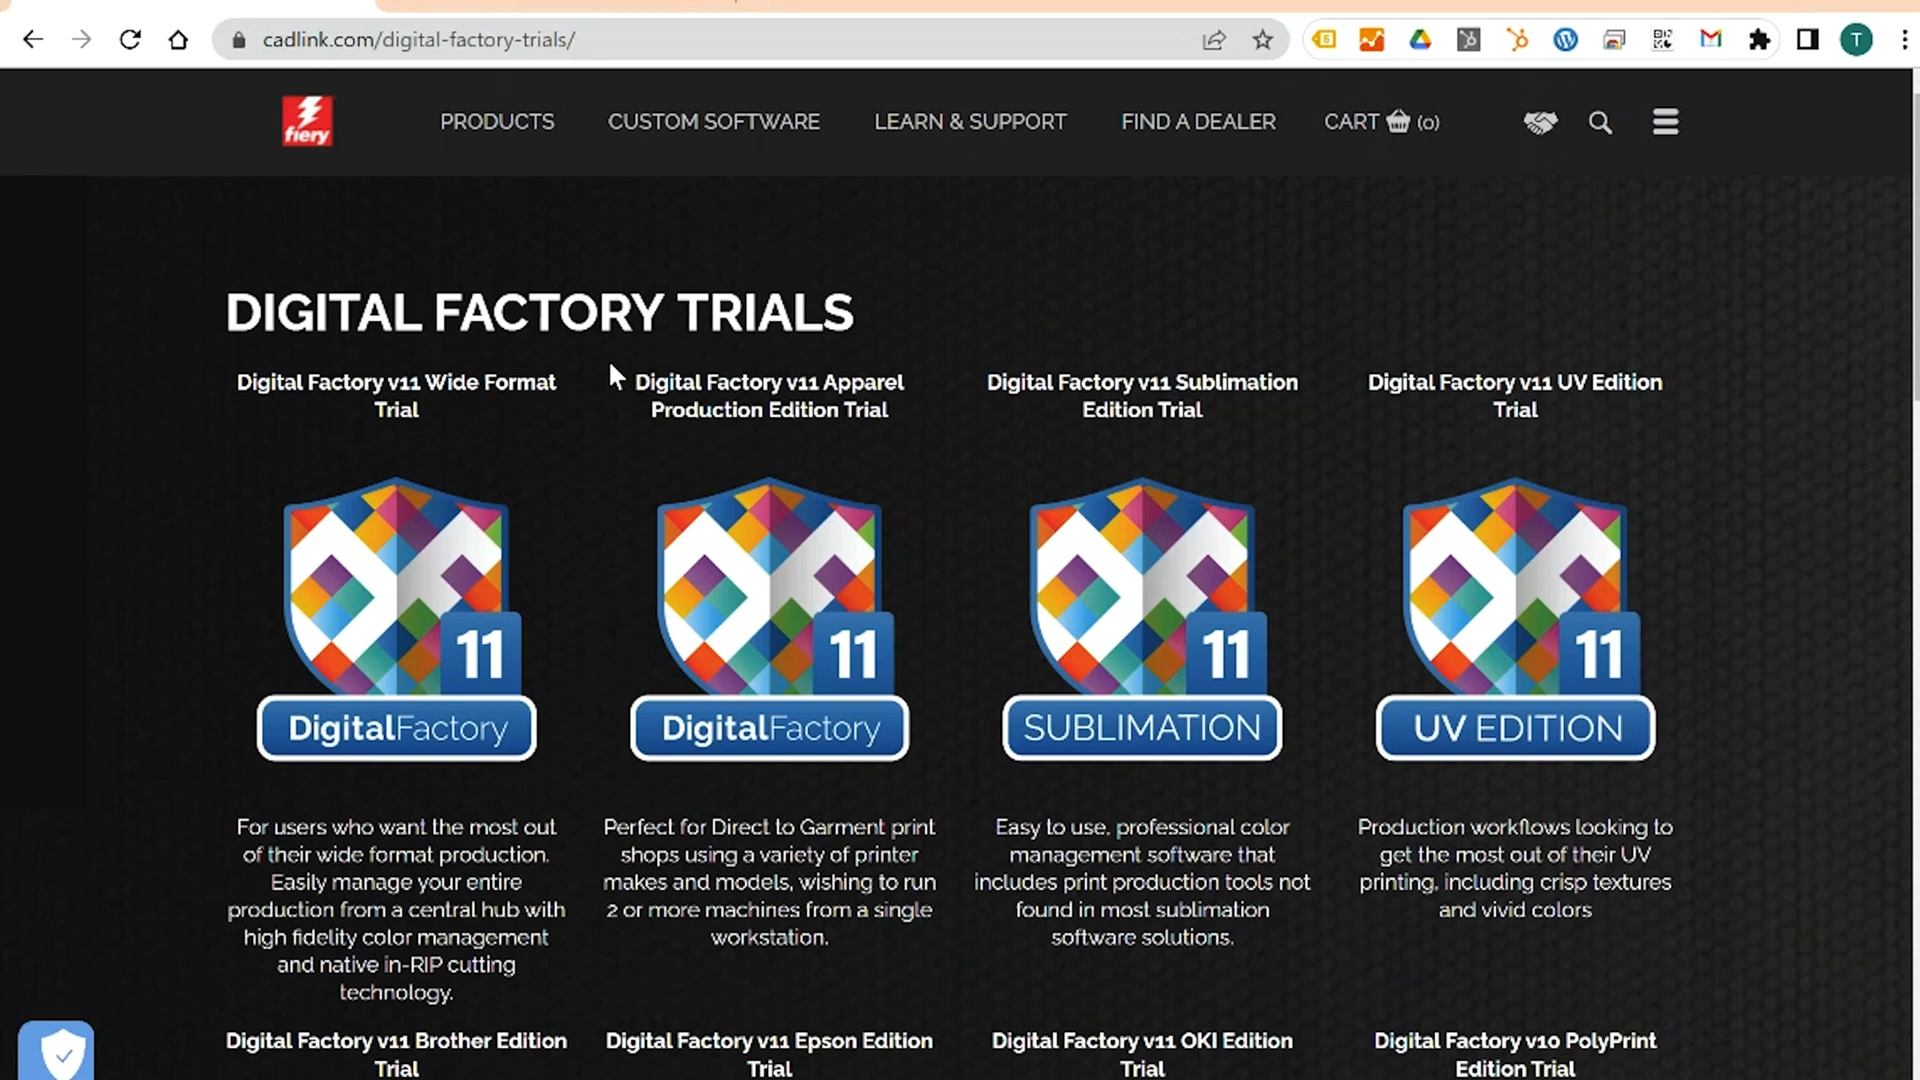 cadlink.com/digital-factory-trials/
6
T
fiery
PRODUCTS
CUSTOM SOFTWARE
LEARN & SUPPORT
FIND A DEALER
CART (0)
DIGITAL FACTORY TRIALS
Digital Factory v11 Wide Format
Trial
11
DigitalFactory
For users who want the most out
of their wide format production.
Easily manage your entire
production from a central hub with
high fidelity color management
and native in-RIP cutting
technology.
Digital Factory v11 Apparel
Production Edition Trial
11
DigitalFactory
Perfect for Direct to Garment print
shops using a variety of printer
makes and models, wishing to run
2 or more machines from a single
workstation.
Digital Factory v11 Sublimation
Edition Trial
11
SUBLIMATION
Easy to use, professional color
management software that
includes print production tools not
found in most sublimation
software solutions.
Digital Factory v11 UV Edition
Trial
11
UV EDITION
Production workflows looking to
get the most out of their UV
printing, including crisp textures
and vivid colors
Digital Factory v11 Brother Edition
Trial
Digital Factory v11 Epson Edition
Trial
Digital Factory v11 OKI Edition
Trial
Digital Factory v10 PolyPrint
Edition Trial